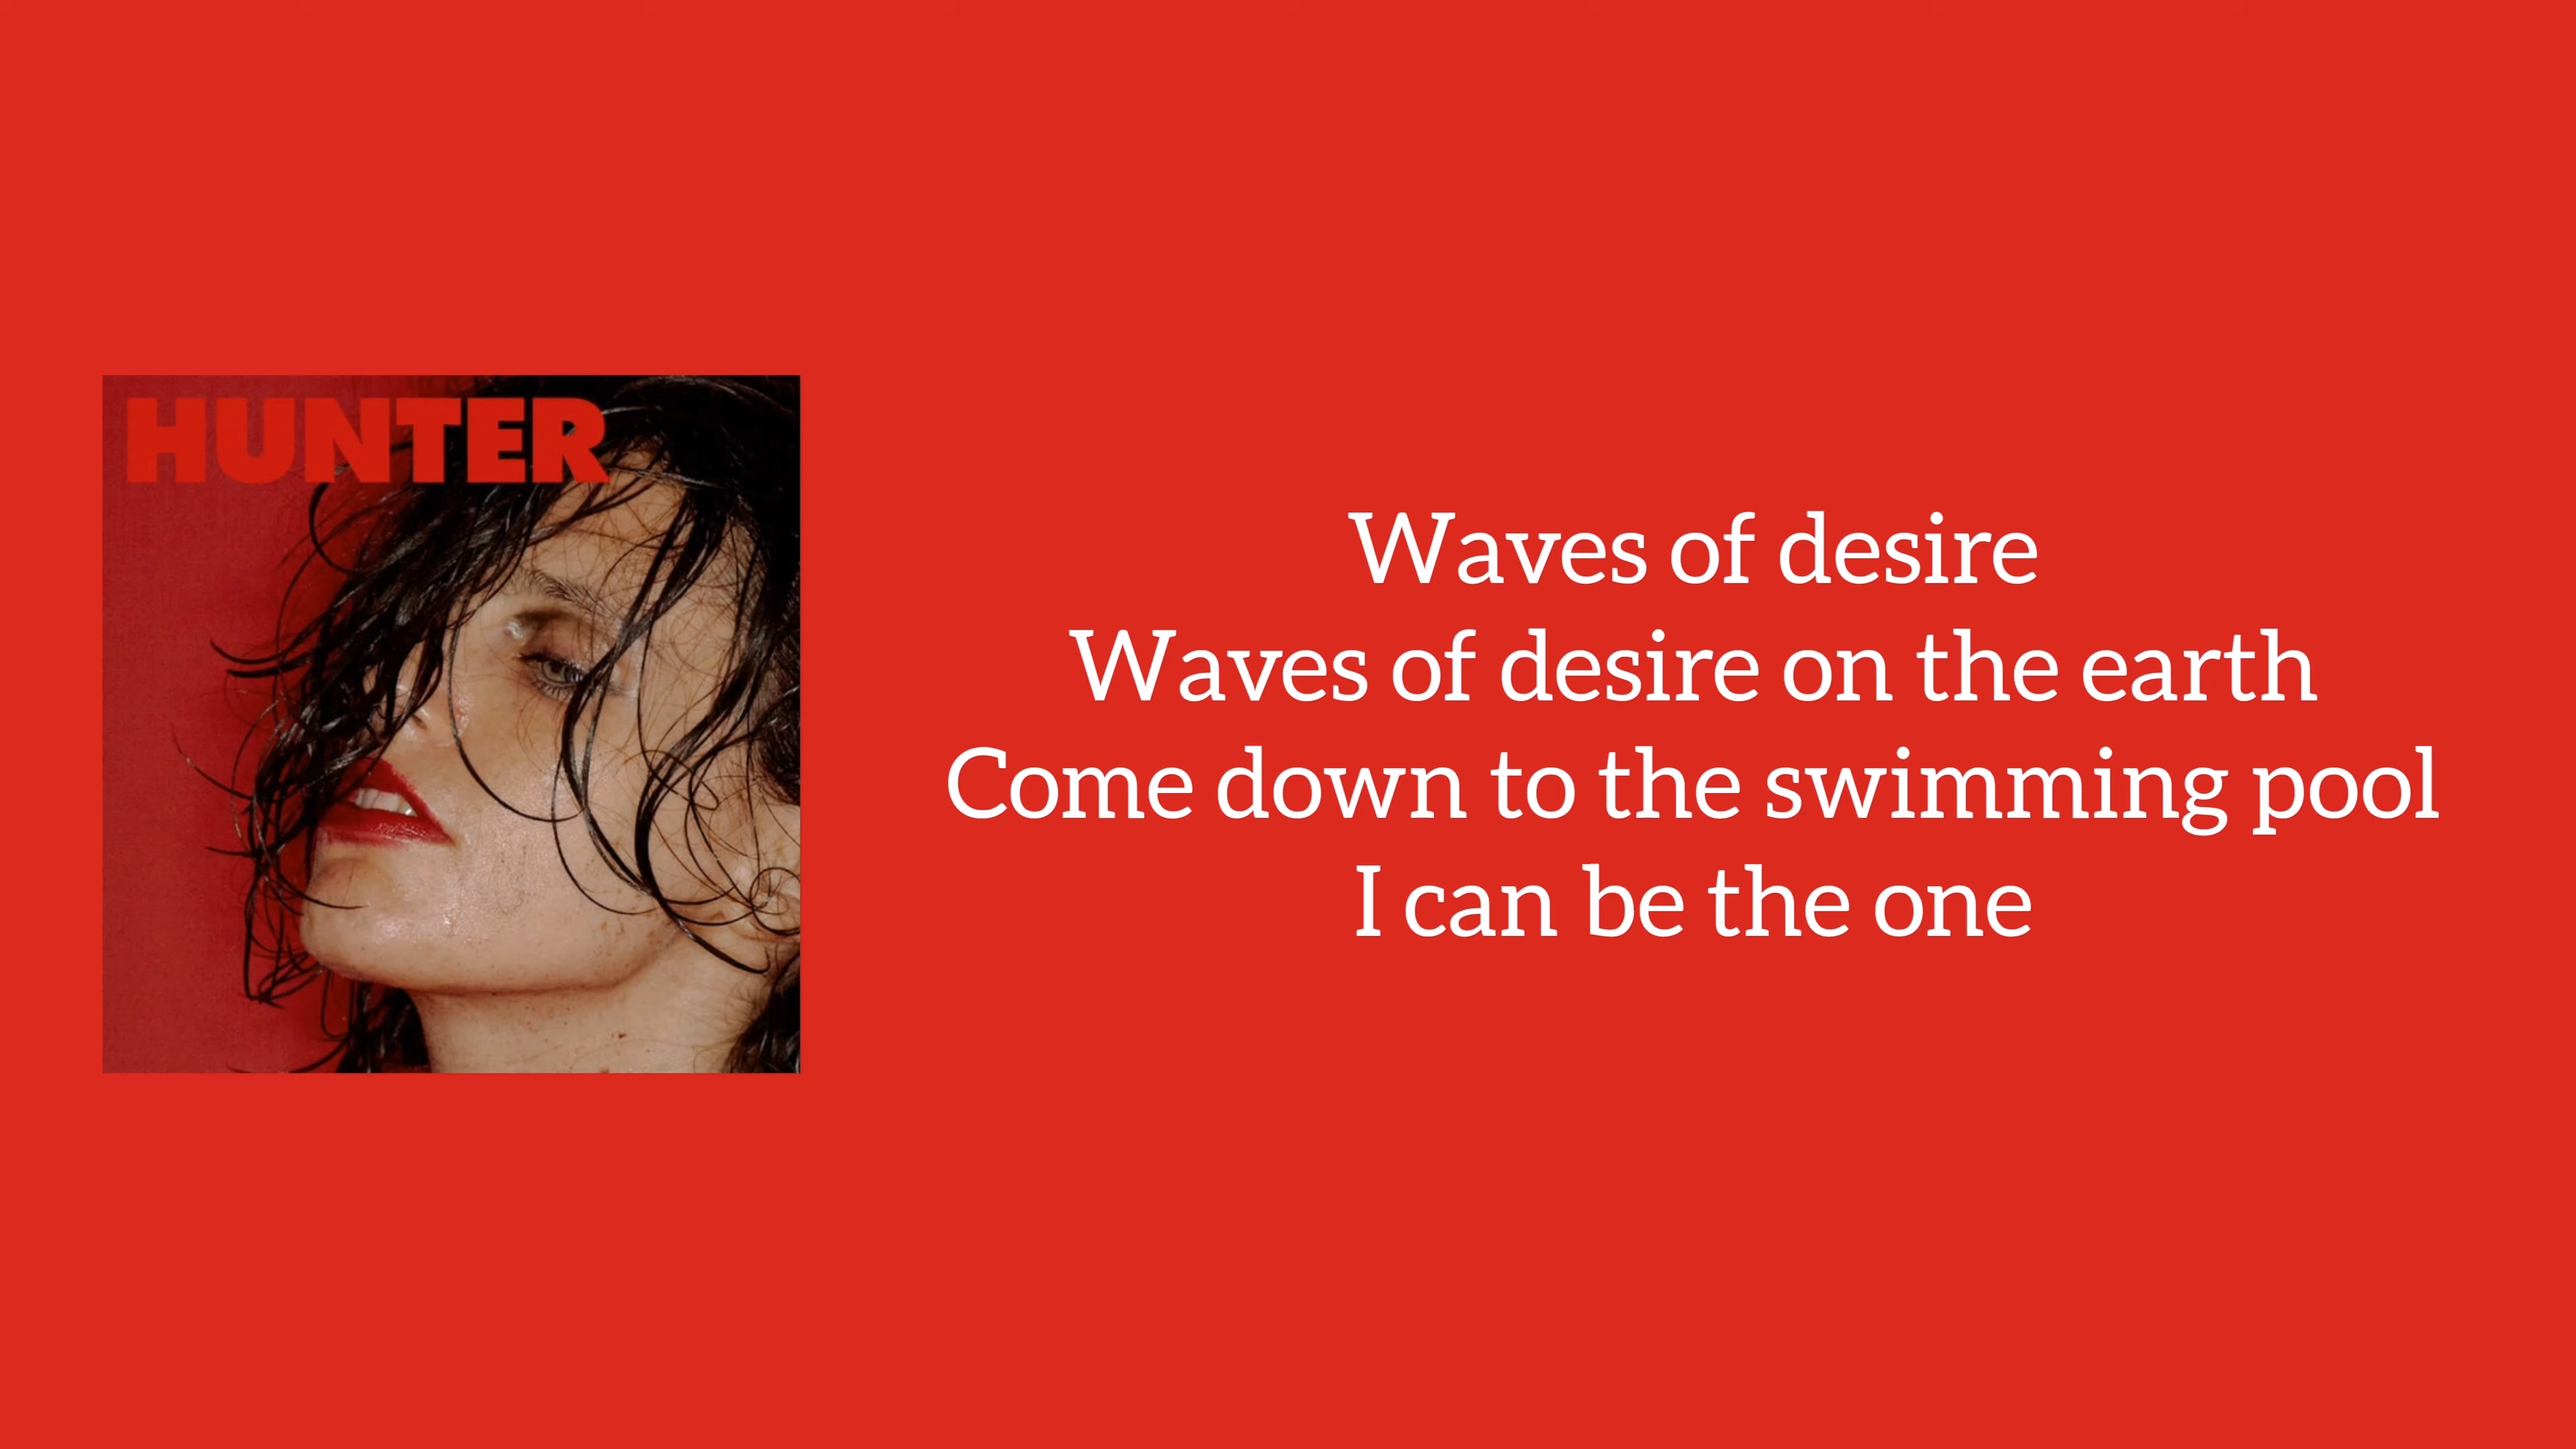 HUNTER
Waves of desire
Waves of desire on the earth
Come down to the swimming pool
I can be the one